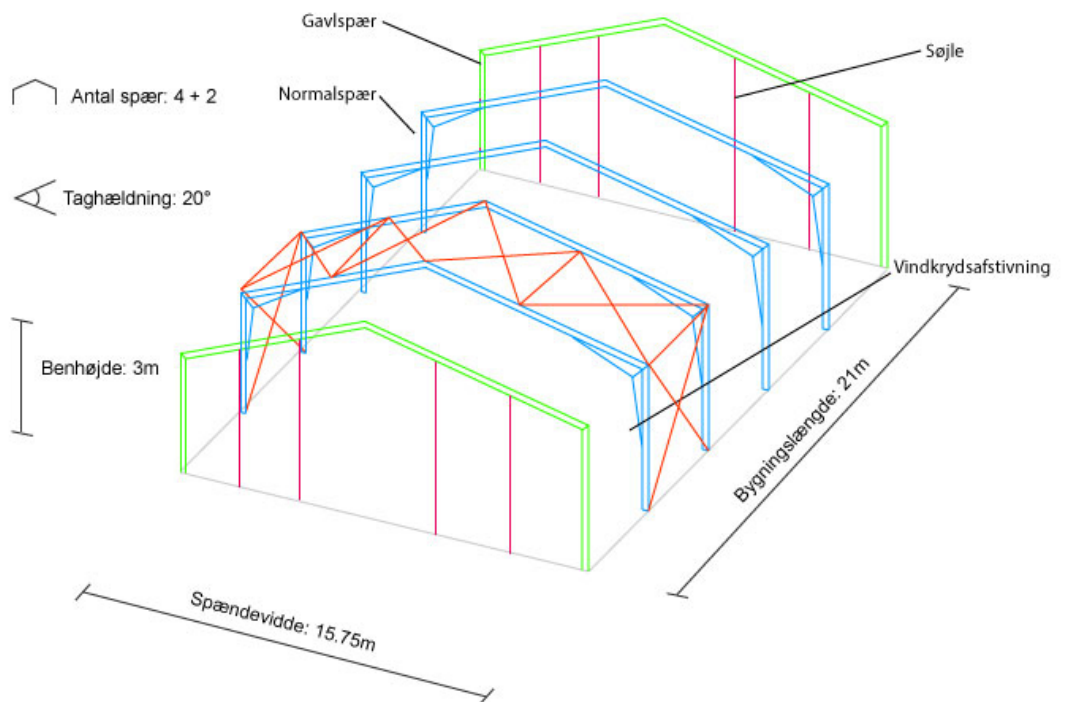 Gavlspær
Søjle
Normalspær
Antal spær: 4 + 2
Taghældning: 20°
Vindkrydsafstivning
Benhøjde: 3m
Bygningslængde: 21m
Spændevidde: 15.75m